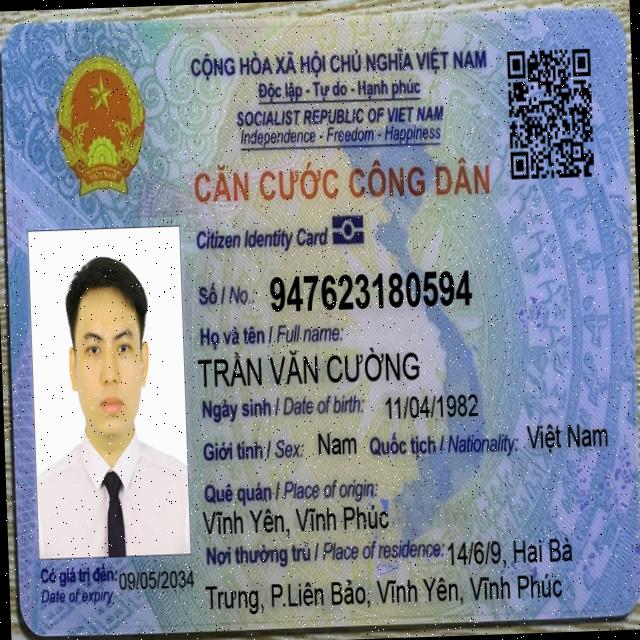 CỘNG HÒA XÃ HỘI CHỦ NGHĨA VIỆT NAM
Độc lập - Tự do - Hạnh phúc
SOCIALIST REPUBLIC OF VIET NAM
Independence - Freedom - Happiness
CĂN CƯỚC CÔNG DÂN
Citizen Identity Card
Số / No.: 947623180594
Họ và tên / Full name:
TRẦN VĂN CƯỜNG
Ngày sinh / Date of birth: 11/04/1982
Giới tính / Sex: Nam Quốc tịch / Nationality: Việt Nam
Quê quán / Place of origin:
Vĩnh Yên, Vĩnh Phúc
Nơi thường trú / Place of residence: 14/6/9, Hai Bà
Trưng, P.Liên Bảo, Vĩnh Yên, Vĩnh Phúc
Có giá trị đến: 09/05/2034
Date of expiry